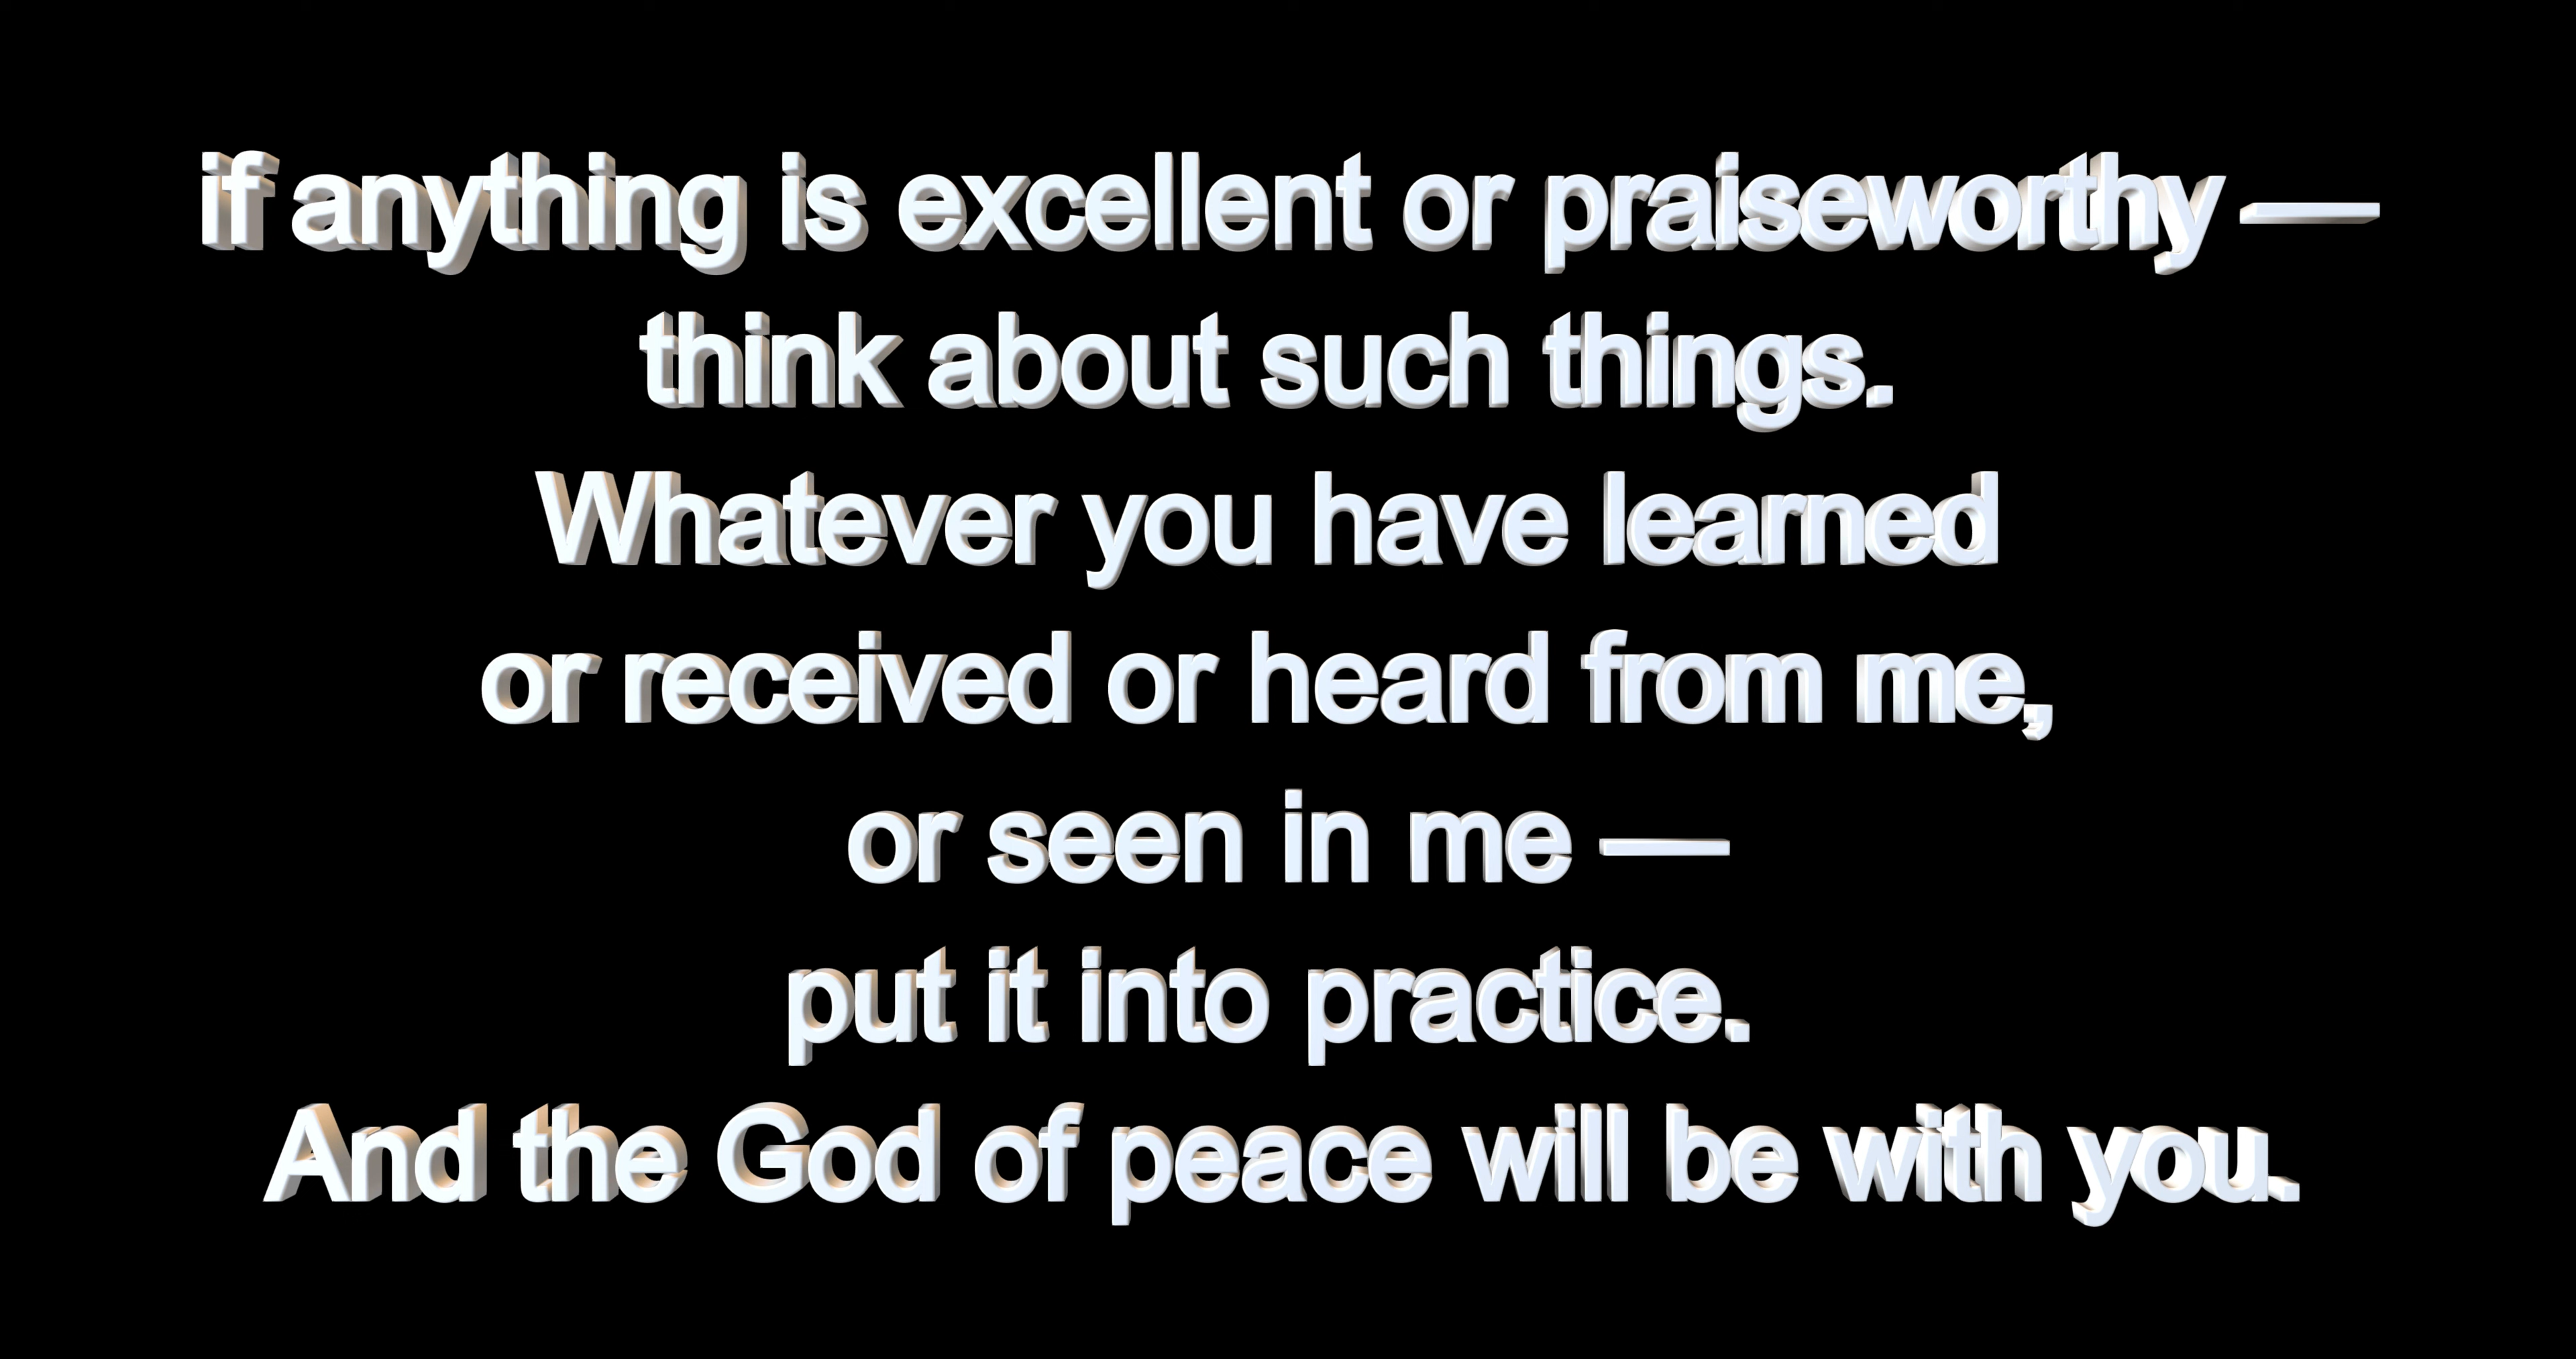 if anything is excellent or praiseworthy —
think about such things.
Whatever you have learned
or received or heard from me,
or seen in me —
put it into practice.
And the God of peace will be with you.